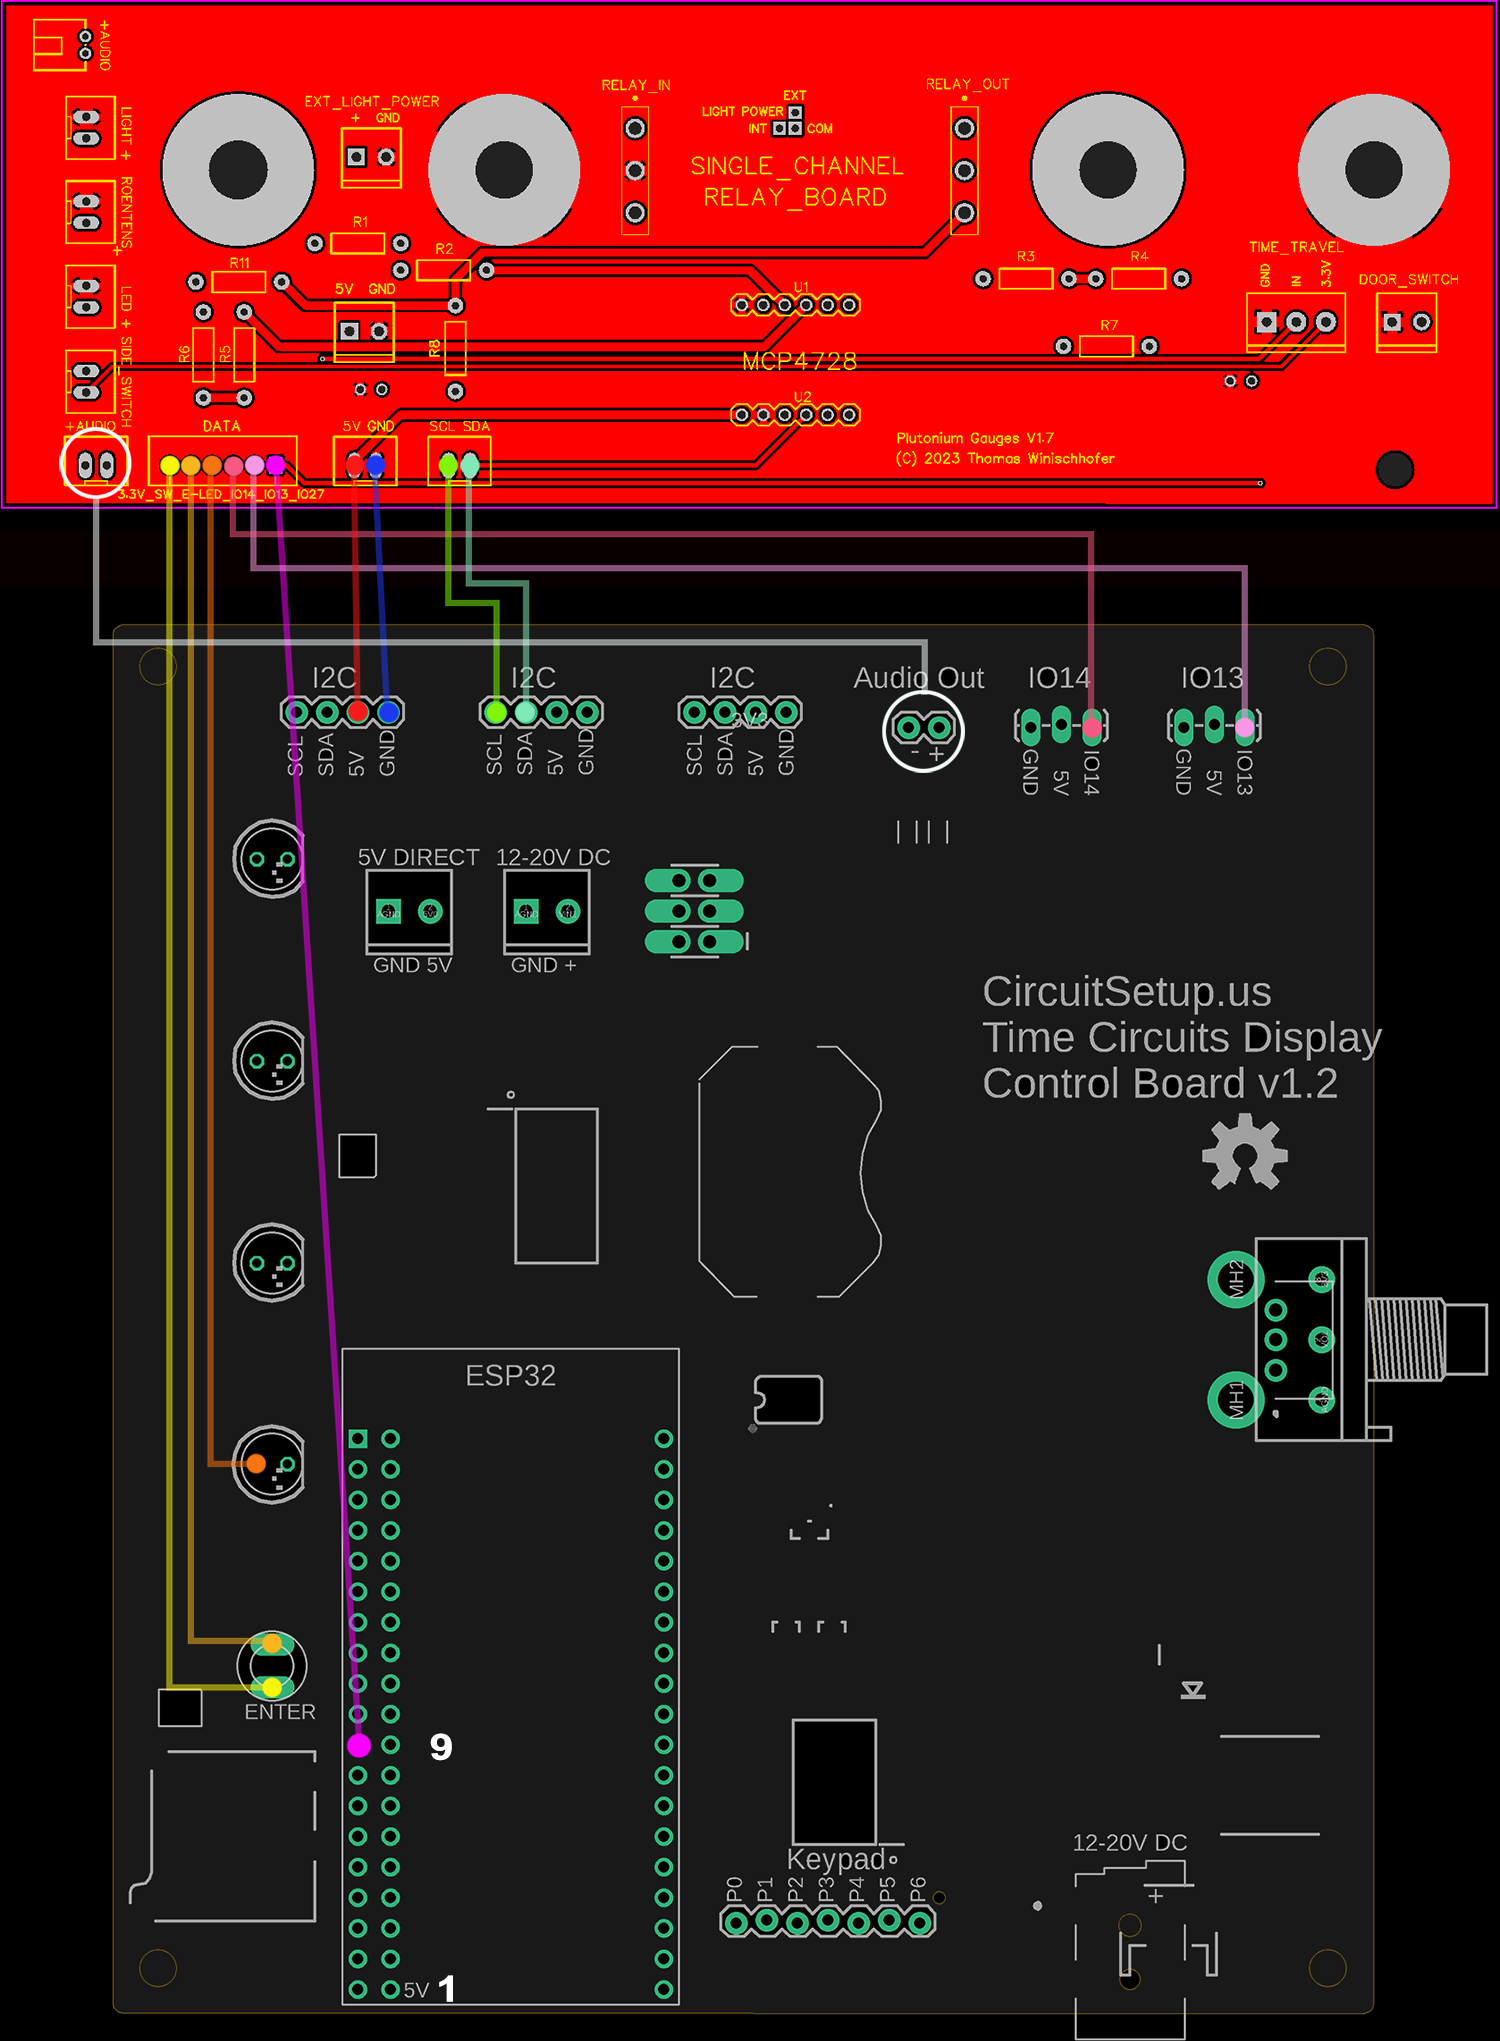 +AUDIO
LIGHT +
ROENTENS +
LED +
SIDE_SWITCH
+AUDIO
EXT_LIGHT_POWER
+ GND
RELAY_IN
EXT
LIGHT POWER
INT
COM
SINGLE_CHANNEL
RELAY_BOARD
RELAY_OUT
R1
R2
R11
5V GND
R6
R5
R8
U1
MCP4728
U2
R3
R4
R7
TIME_TRAVEL
GND
IN
3.3V
DOOR_SWITCH
DATA
5V GND
SCL SDA
3.3V_SW_E-LED_IO14_IO13_IO27
Plutonium Gauges V1.7
(C) 2023 Thomas Winischhofer
I2C
SCL
SDA
5V
GND
I2C
SCL
SDA
5V
GND
I2C
3V3
SCL
SDA
5V
GND
Audio Out
- +
IO14
GND
5V
IO14
IO13
GND
5V
IO13
5V DIRECT
AGND
GND 5V
12-20V DC
AGND
GND +
CircuitSetup.us
Time Circuits Display
Control Board v1.2
MH2
MH1
ESP32
ENTER
9
5V 1
Keypad
P0
P1
P2
P3
P4
P5
P6
12-20V DC
+